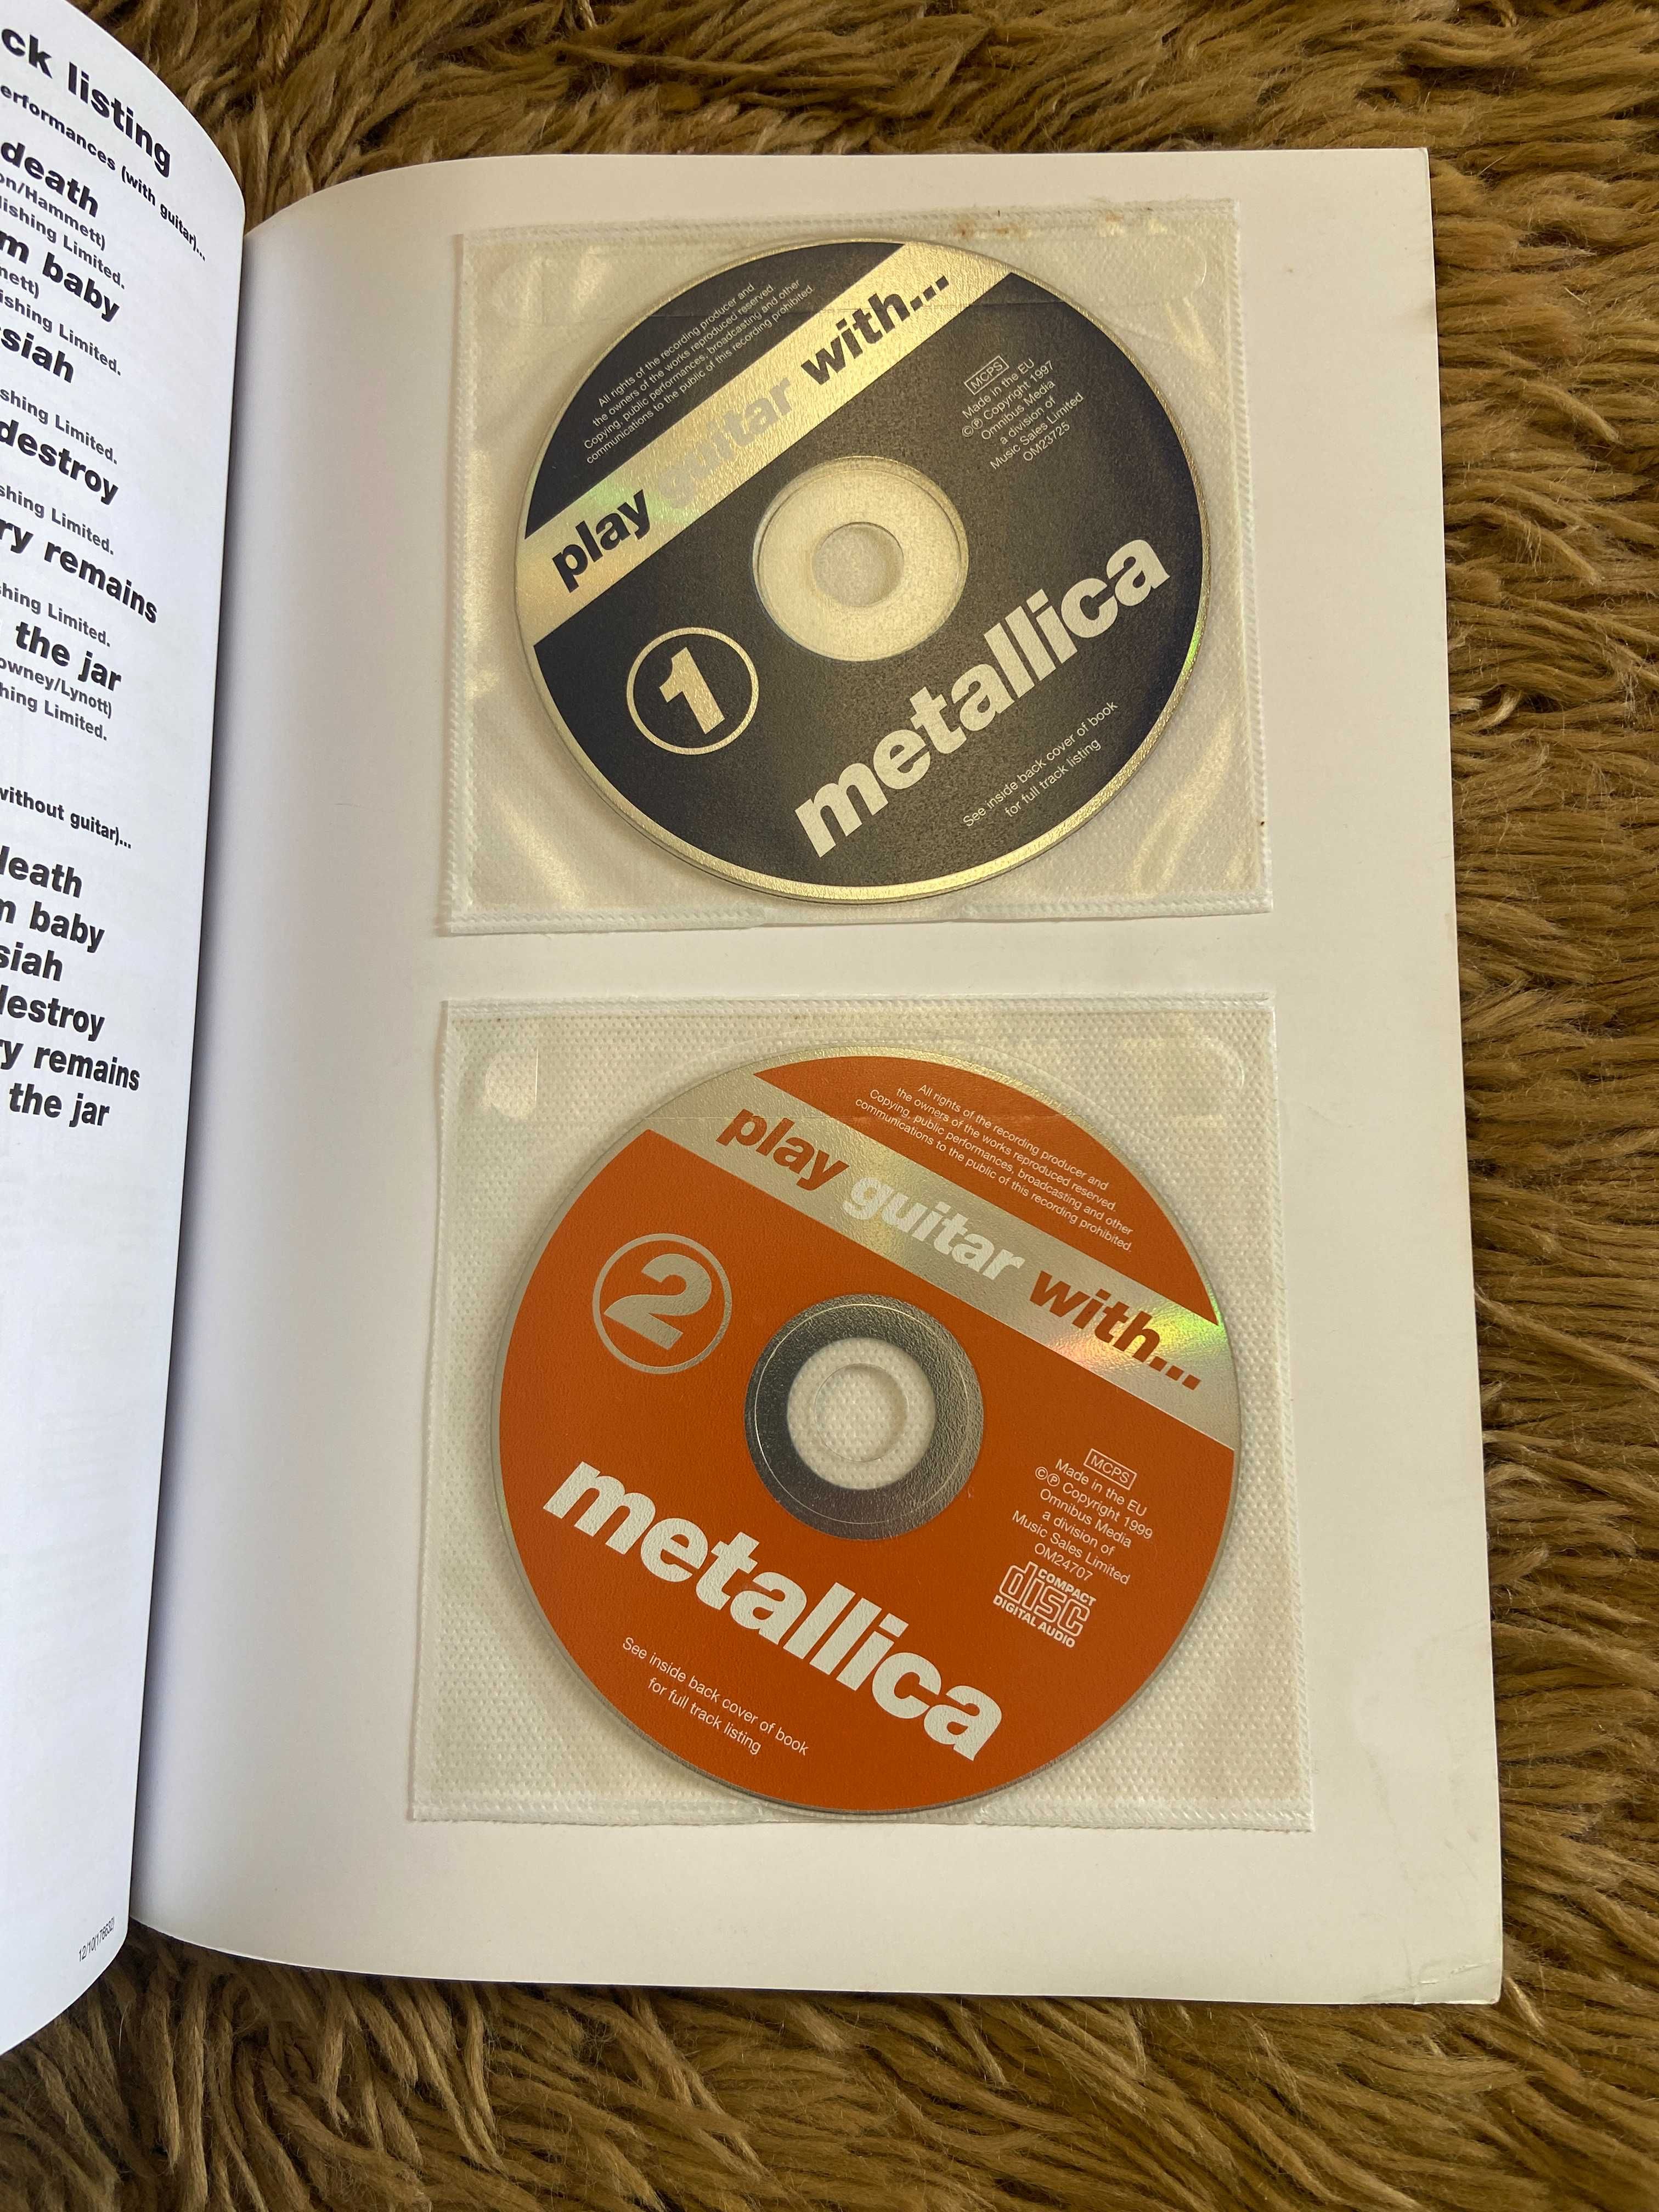 ck listing
erformances (with guitar)...
death
on/Hammett)
lishing Limited.
m baby
nett)
ishing Limited.
siah
shing Limited.
destroy
shing Limited.
ry remains
hing Limited.
the jar
owney/Lynott)
hing Limited.
without guitar)...
death
m baby
siah
destroy
ry remains
the jar
12/10(178632)
All rights of the recording producer and
the owners of the works reproduced reserved.
Copying, public performances, broadcasting and other
communications to the public of this recording prohibited.
play guitar with...
MCPS
Made in the EU
©℗ Copyright 1997
Omnibus Media
a division of
Music Sales Limited
OM23725
1
metallica
See inside back cover of book
for full track listing
All rights of the recording producer and
the owners of the works reproduced reserved.
Copying, public performances, broadcasting and other
communications to the public of this recording prohibited.
play guitar with...
2
MCPS
Made in the EU
©℗ Copyright 1999
Omnibus Media
a division of
Music Sales Limited
OM24707
COMPACT
disc
DIGITAL AUDIO
metallica
See inside back cover of book
for full track listing